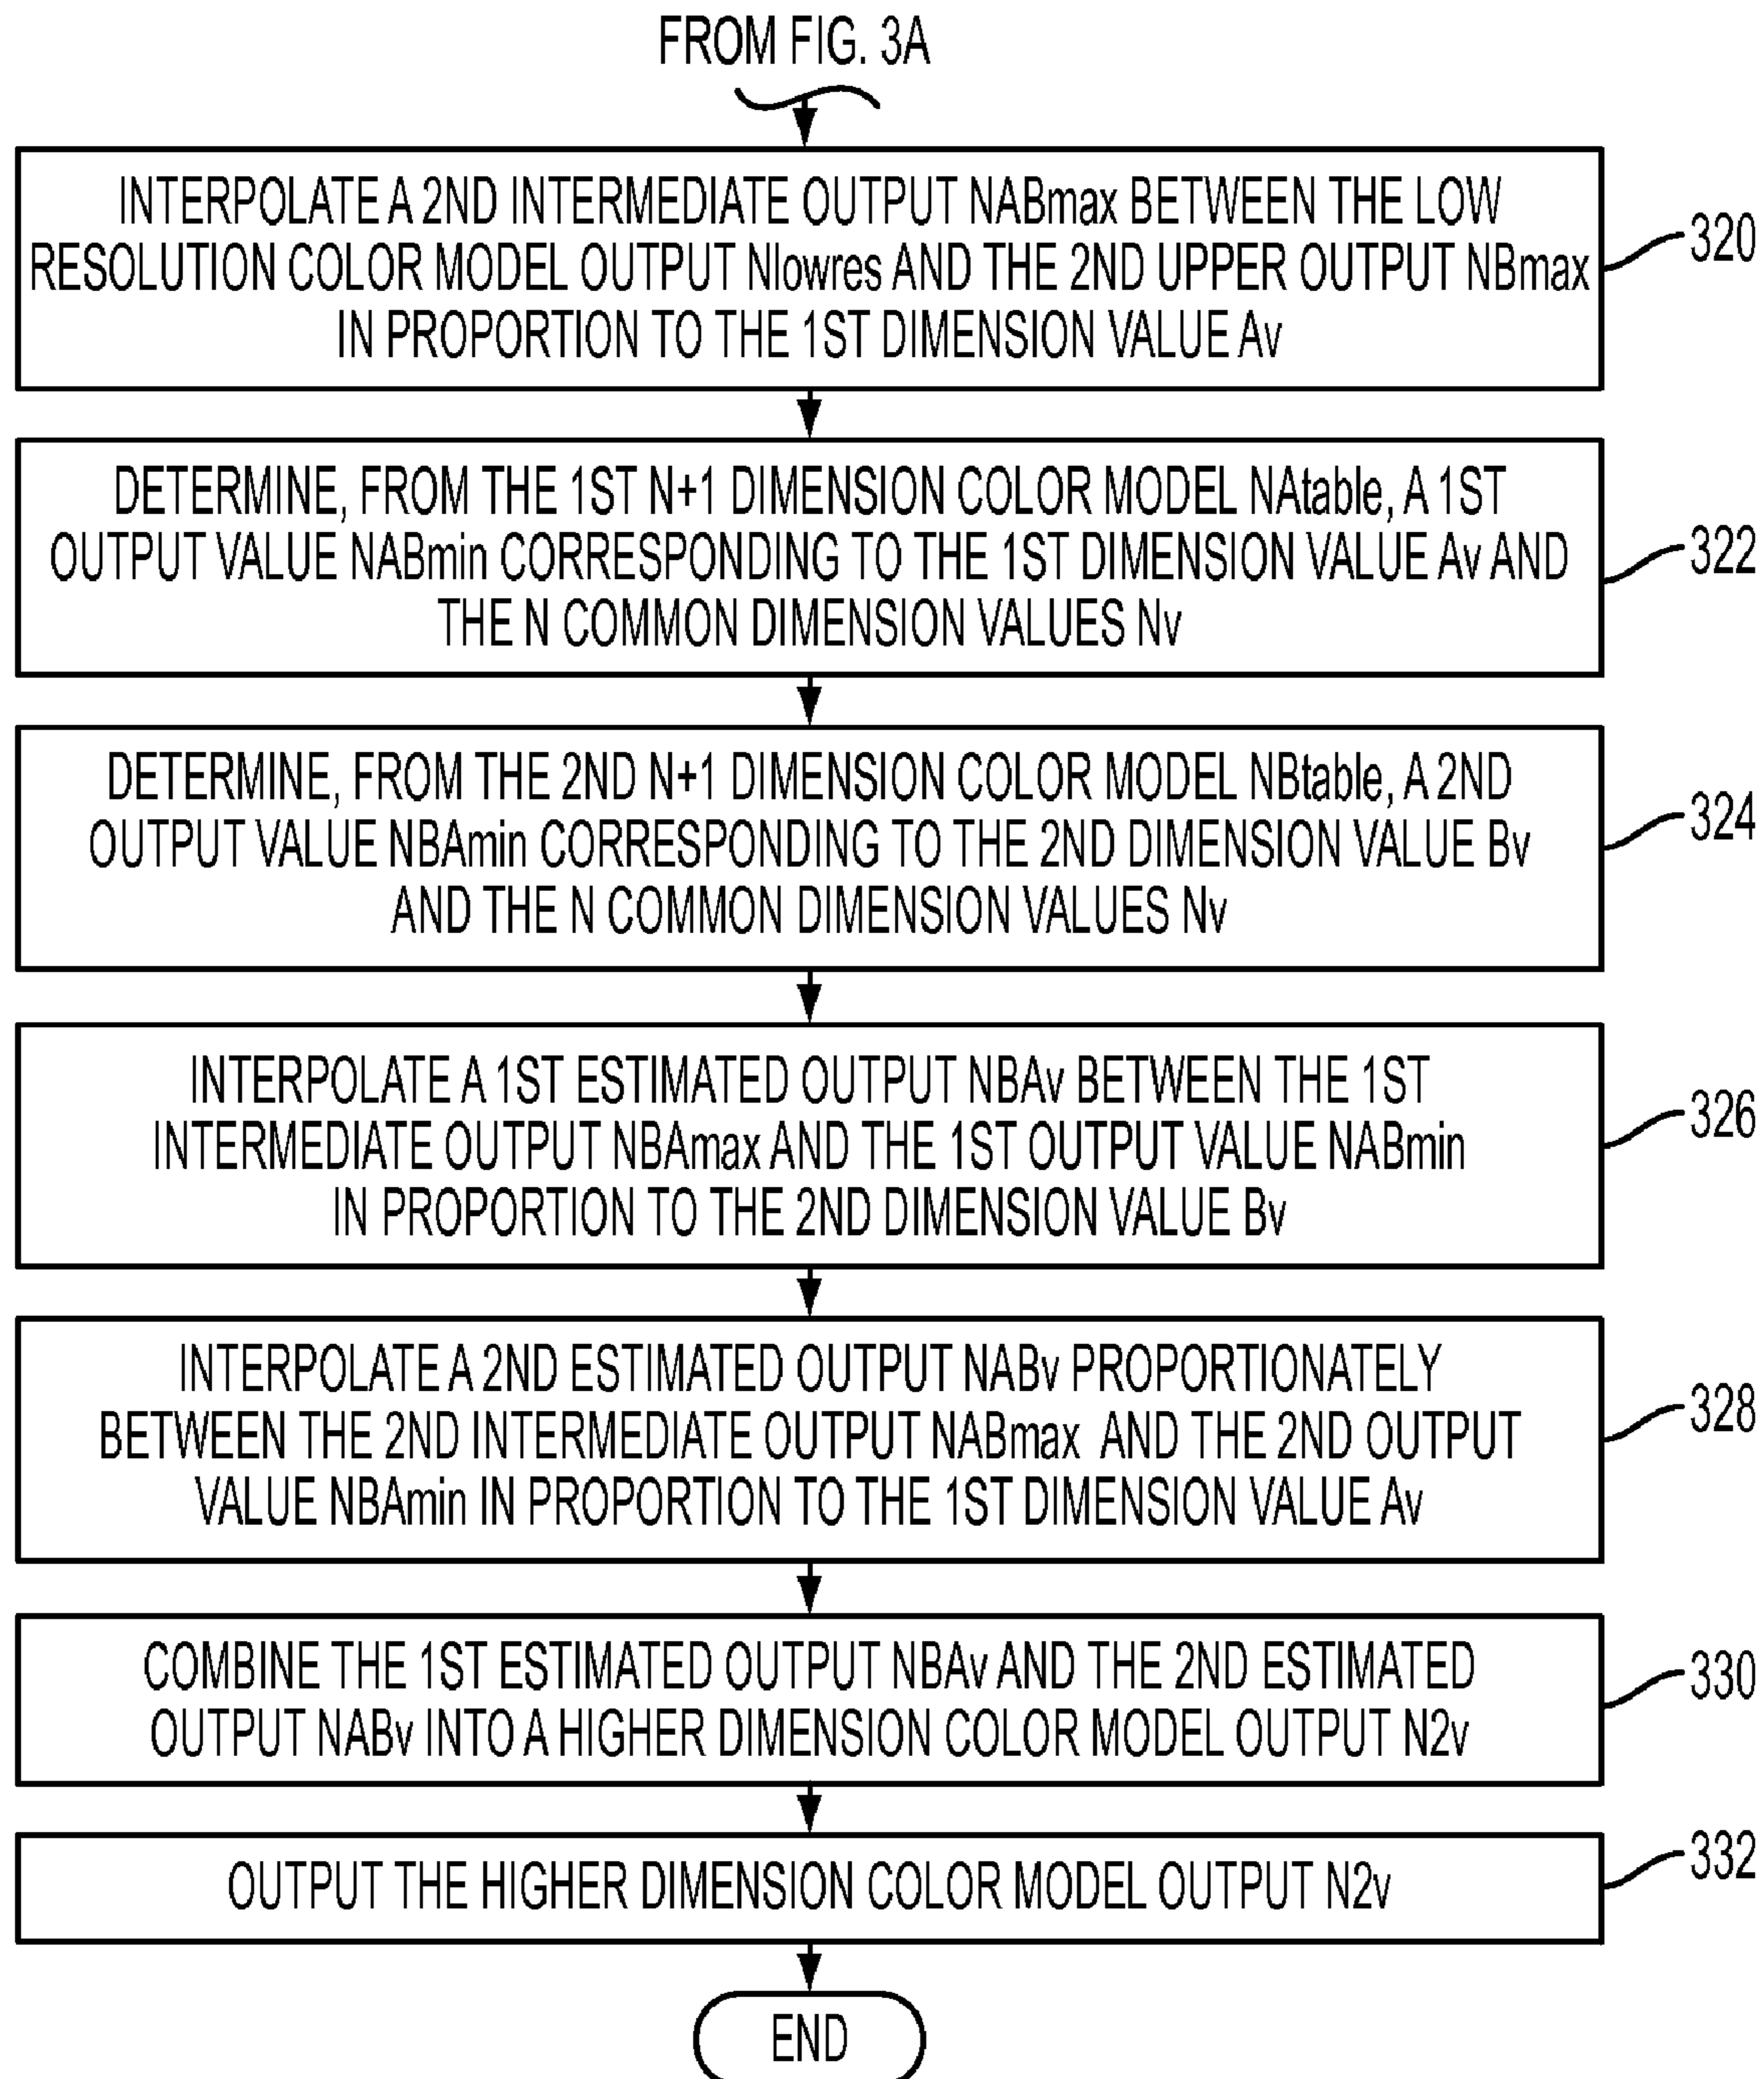 FROM FIG. 3A
INTERPOLATE A 2ND INTERMEDIATE OUTPUT NABmax BETWEEN THE LOW
RESOLUTION COLOR MODEL OUTPUT Nlowres AND THE 2ND UPPER OUTPUT NBmax
IN PROPORTION TO THE 1ST DIMENSION VALUE Av
320
DETERMINE, FROM THE 1ST N+1 DIMENSION COLOR MODEL NAtable, A 1ST
OUTPUT VALUE NABmin CORRESPONDING TO THE 1ST DIMENSION VALUE Av AND
THE N COMMON DIMENSION VALUES Nv
322
DETERMINE, FROM THE 2ND N+1 DIMENSION COLOR MODEL NBtable, A 2ND
OUTPUT VALUE NBAmin CORRESPONDING TO THE 2ND DIMENSION VALUE Bv
AND THE N COMMON DIMENSION VALUES Nv
324
INTERPOLATE A 1ST ESTIMATED OUTPUT NBAv BETWEEN THE 1ST
INTERMEDIATE OUTPUT NBAmax AND THE 1ST OUTPUT VALUE NABmin
IN PROPORTION TO THE 2ND DIMENSION VALUE Bv
326
INTERPOLATE A 2ND ESTIMATED OUTPUT NABv PROPORTIONATELY
BETWEEN THE 2ND INTERMEDIATE OUTPUT NABmax AND THE 2ND OUTPUT
VALUE NBAmin IN PROPORTION TO THE 1ST DIMENSION VALUE Av
328
COMBINE THE 1ST ESTIMATED OUTPUT NBAv AND THE 2ND ESTIMATED
OUTPUT NABv INTO A HIGHER DIMENSION COLOR MODEL OUTPUT N2v
330
OUTPUT THE HIGHER DIMENSION COLOR MODEL OUTPUT N2v
332
END